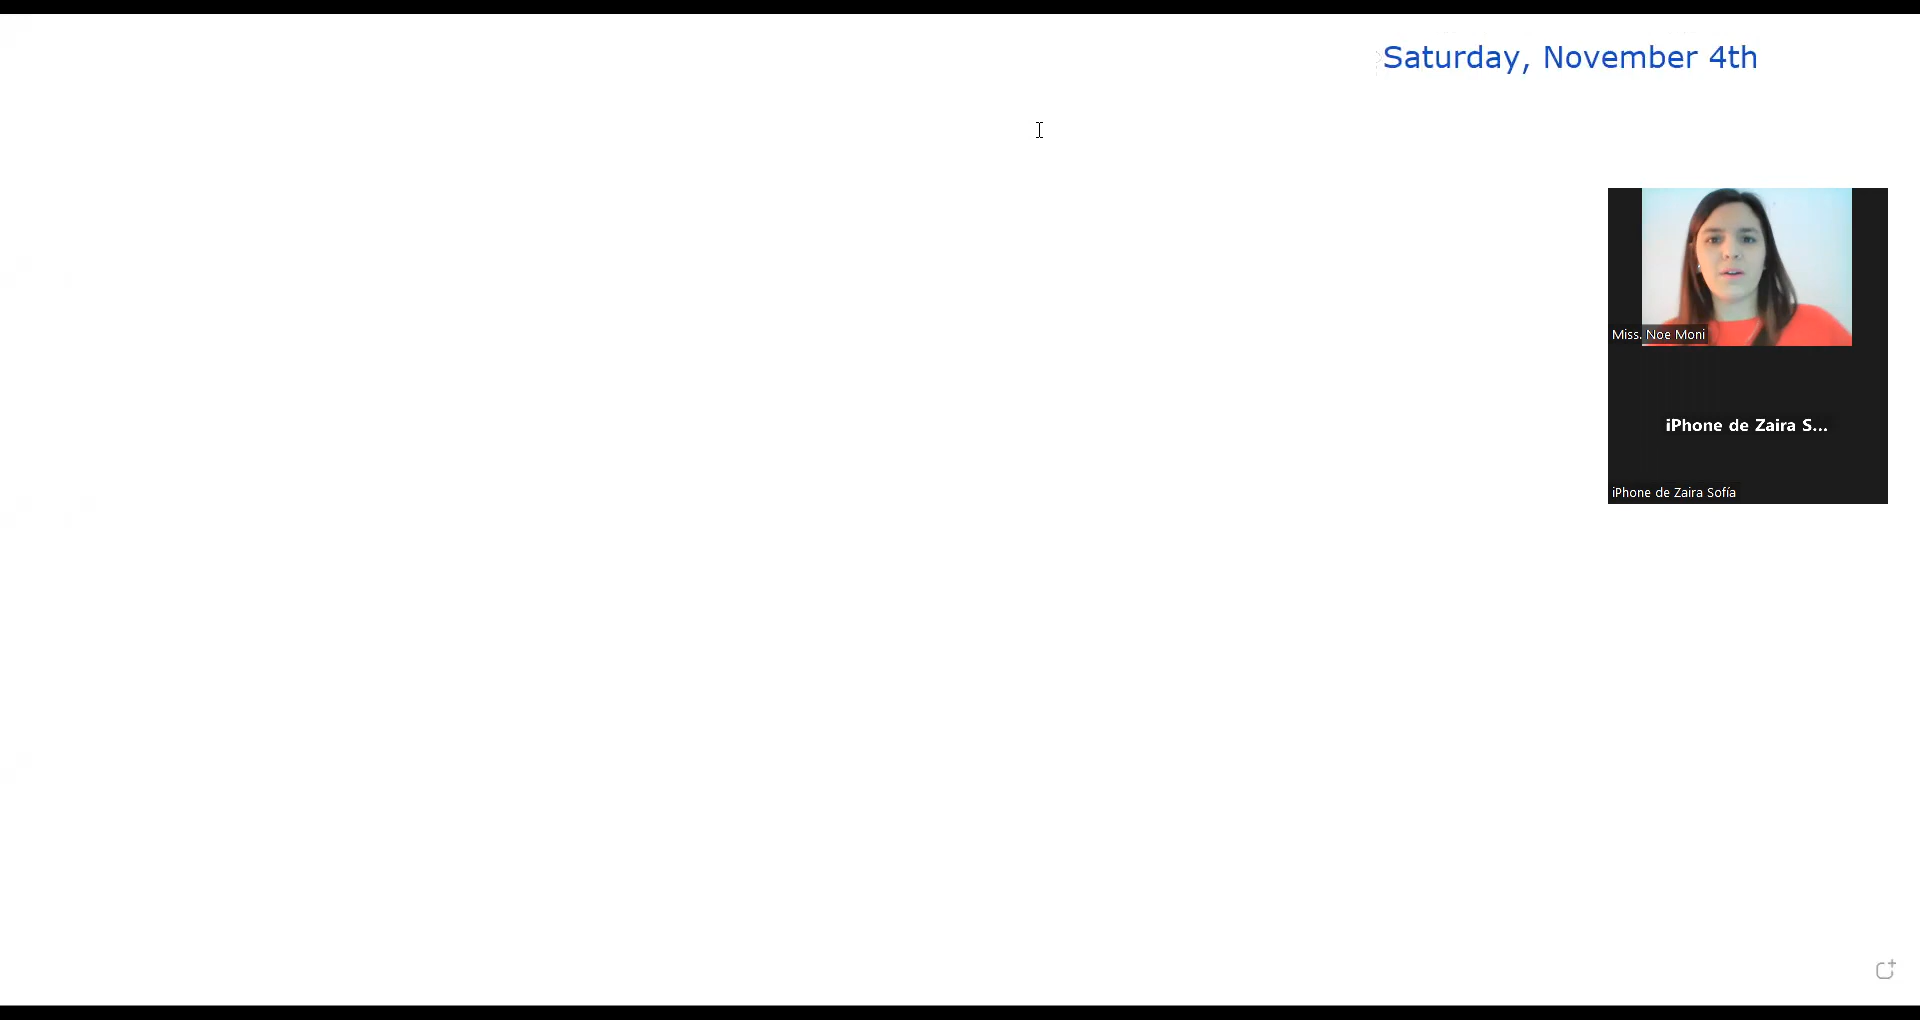 Saturday, November 4th
Miss. Noe Moni
iPhone de Zaira S...
iPhone de Zaira Sofía